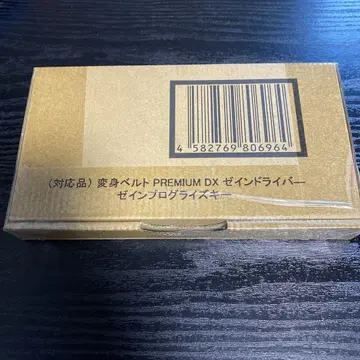 4 582769 806964
(対応品) 変身ベルト PREMIUM DX ゼインドライバー
ゼインプログライズキー